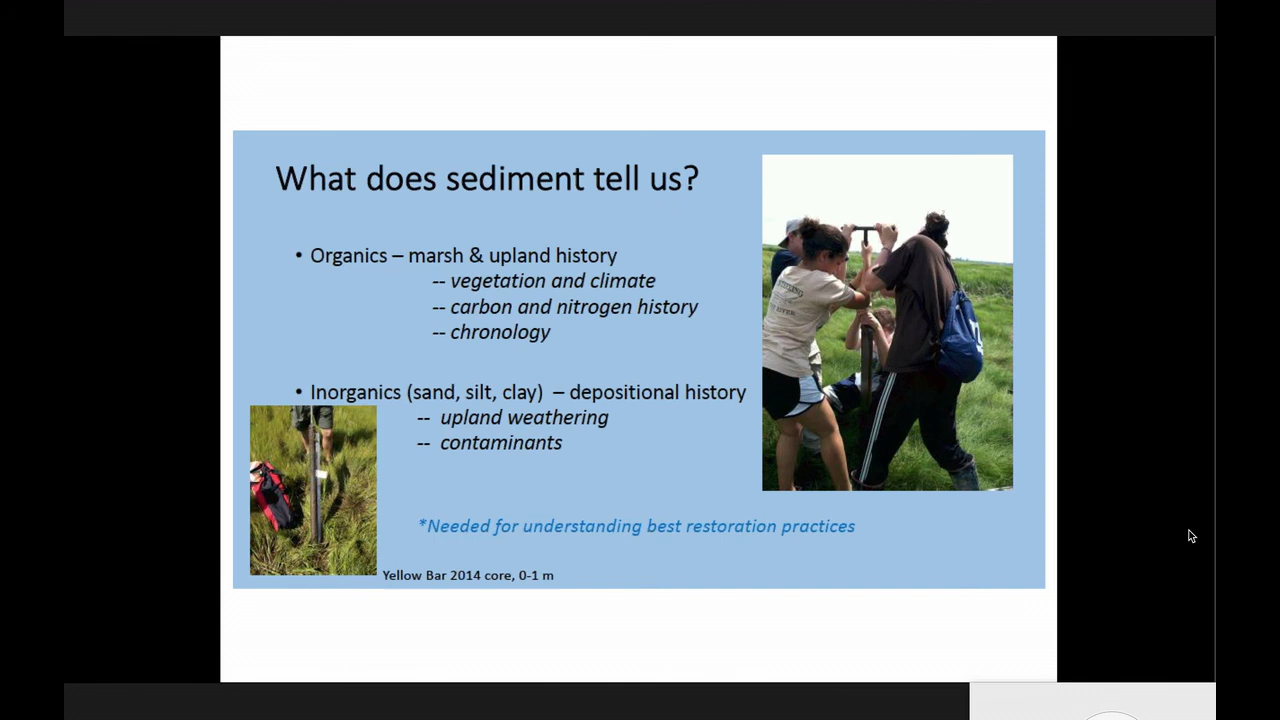 What does sediment tell us?
• Organics – marsh & upland history
-- vegetation and climate
-- carbon and nitrogen history
-- chronology
• Inorganics (sand, silt, clay) – depositional history
-- upland weathering
-- contaminants
*Needed for understanding best restoration practices
Yellow Bar 2014 core, 0-1 m